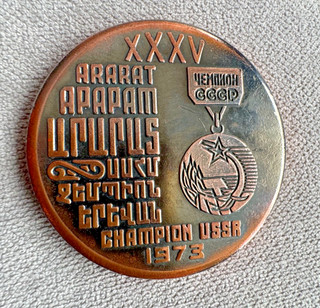 XXXV
ARARAT
АРАРАТ
ԱՐԱՐԱՏ
ՍՍՀՄ
ՉԵՄՊԻՈՆ
ԵՐԵՎԱՆ
ЧЕМПИОН
СССР
CHAMPION USSR
1973